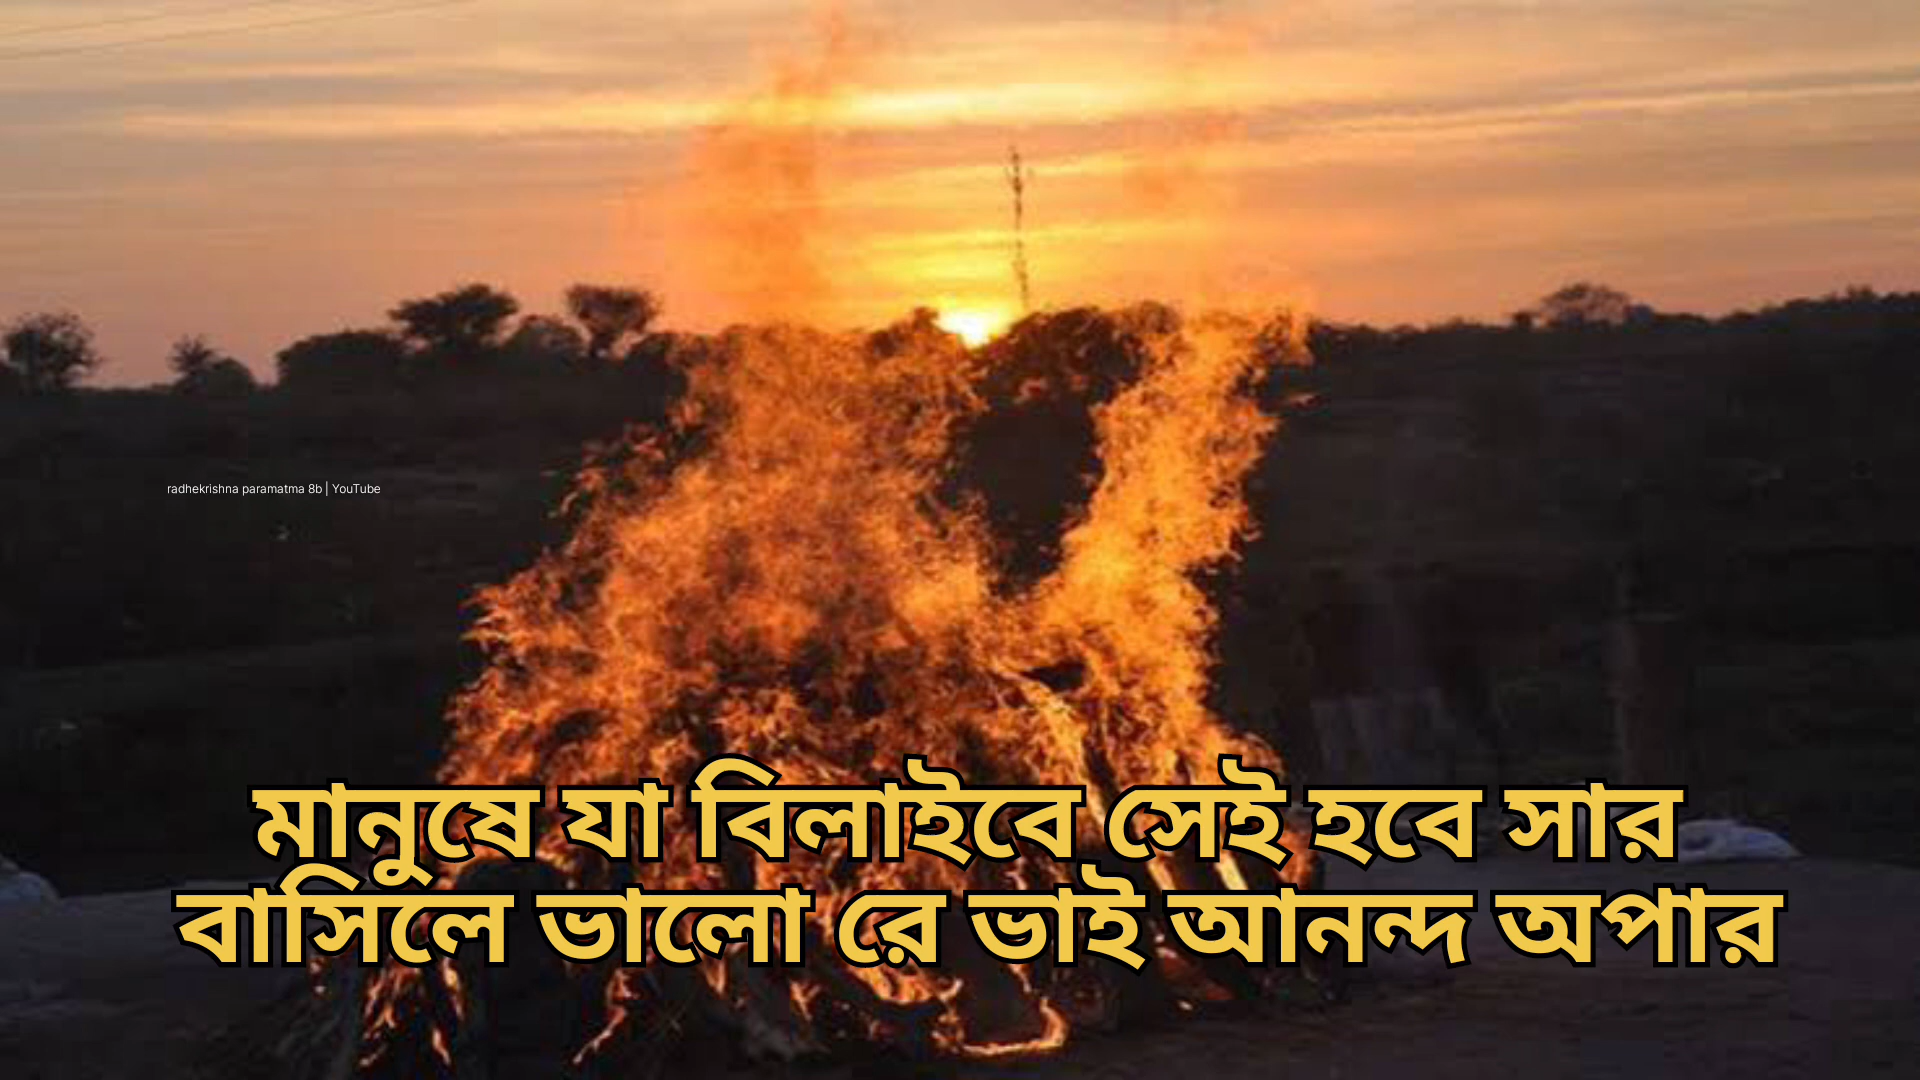 radhekrishna paramatma 8b | YouTube
মানুষে যা বিলাইবে সেই হবে সার
বাসিলে ভালো রে ভাই আনন্দ অপার